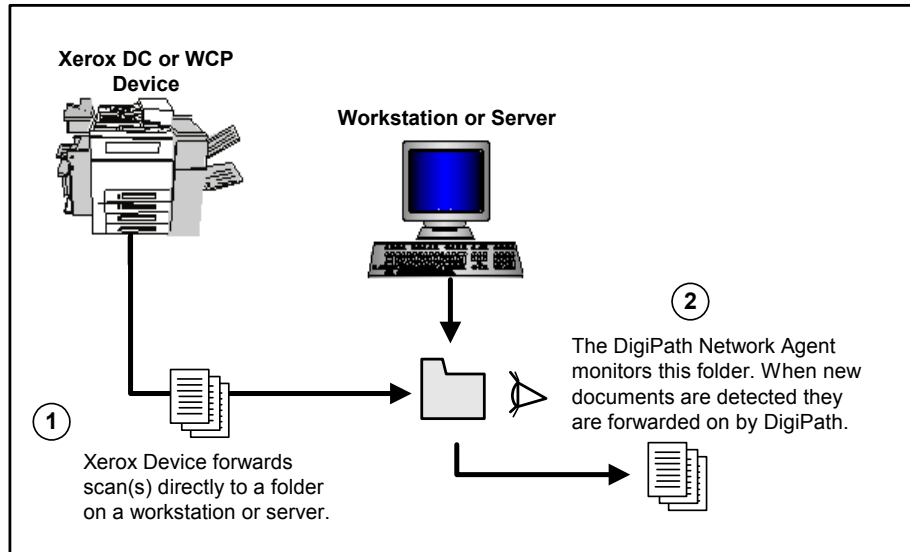 Xerox DC or WCP
Device
Workstation or Server
1
Xerox Device forwards
scan(s) directly to a folder
on a workstation or server.
2
The DigiPath Network Agent
monitors this folder. When new
documents are detected they
are forwarded on by DigiPath.